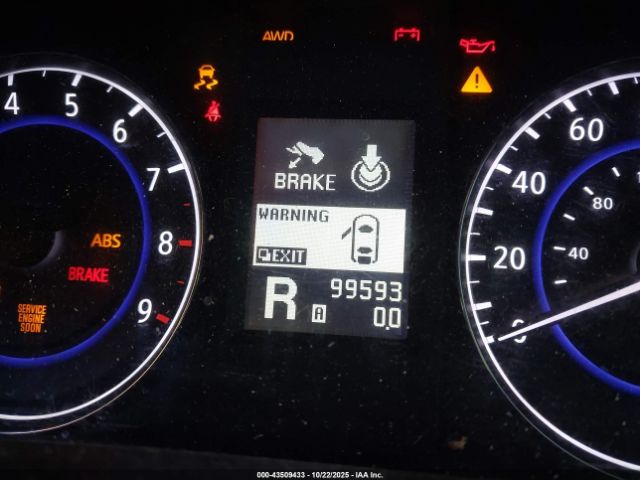 AWD
4 5 6 7 8 9
ABS
BRAKE
SERVICE
ENGINE
SOON
BRAKE
WARNING
EXIT
R
99593
A 0.0
60
40
20
0
80
40
000-43509433 - 10/22/2025 - IAA Inc.